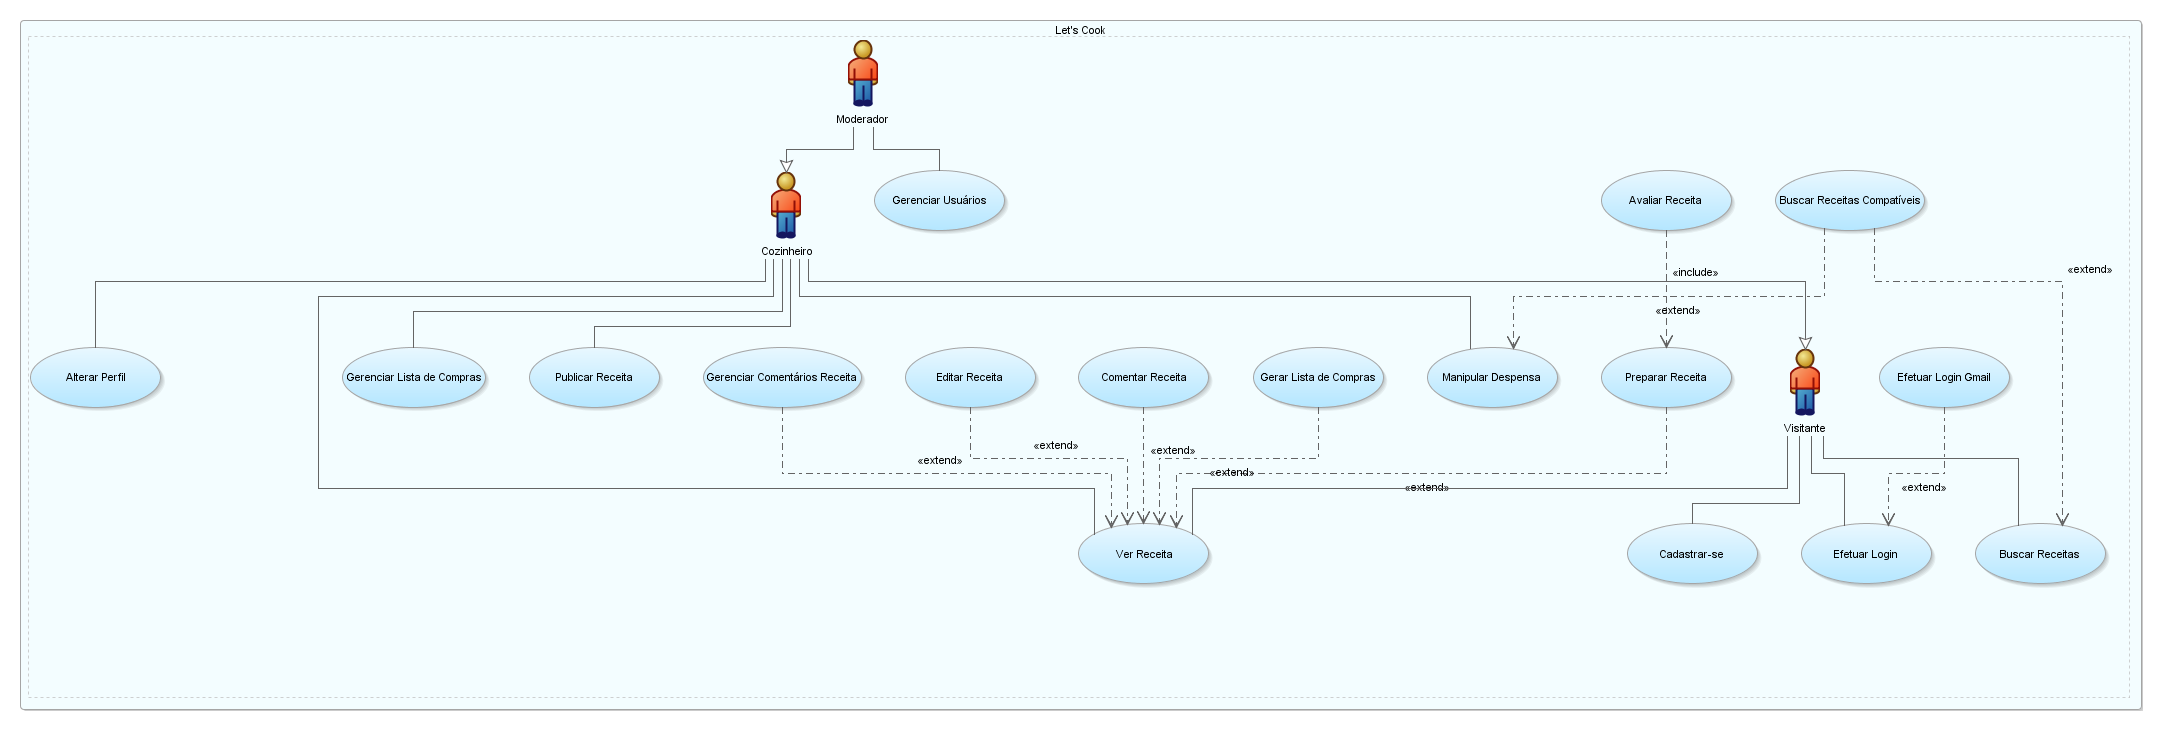 Let's Cook
Moderador
Gerenciar Usuários
Avaliar Receita
Buscar Receitas Compatíveis
Cozinheiro
«include»
«extend»
«extend»
Alterar Perfil
Gerenciar Lista de Compras
Publicar Receita
Gerenciar Comentários Receita
Editar Receita
Comentar Receita
Gerar Lista de Compras
Manipular Despensa
Preparar Receita
Efetuar Login Gmail
Visitante
«extend»
«extend»
«extend»
«extend»
«extend»
«extend»
Ver Receita
Cadastrar-se
Efetuar Login
Buscar Receitas